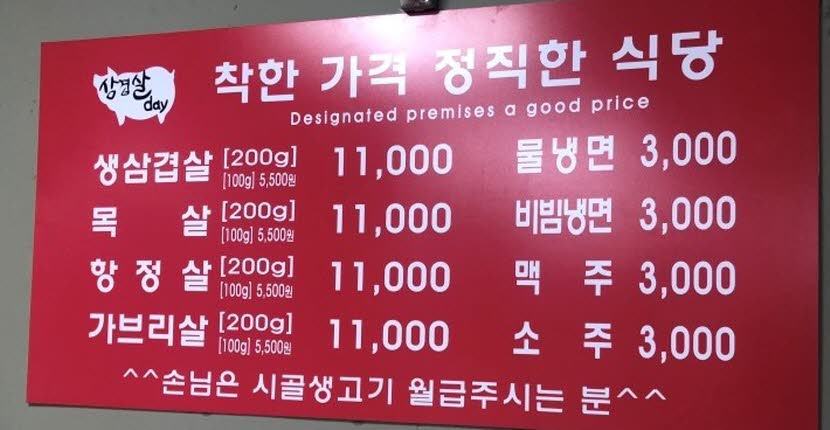 삼겹살
day
착한 가격 정직한 식당
Designated premises a good price
생삼겹살 [200g] 11,000 물냉면 3,000
[100g] 5,500원
목 살 [200g] 11,000 비빔냉면 3,000
[100g] 5,500원
항정살 [200g] 11,000 맥 주 3,000
[100g] 5,500원
가브리살 [200g] 11,000 소 주 3,000
[100g] 5,500원
^^손님은 시골생고기 월급주시는 분^^